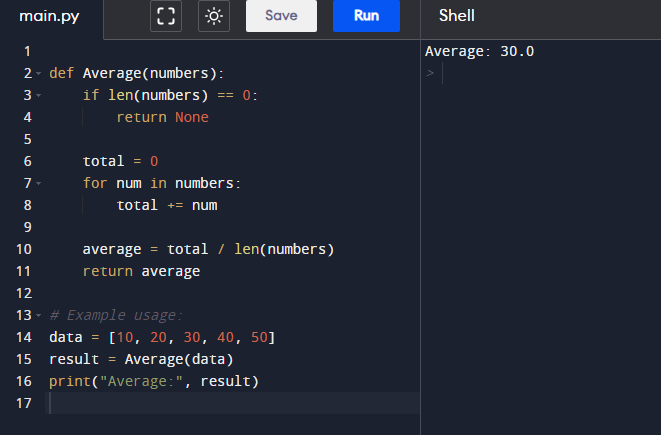 main.py Save Run Shell
1
2 def Average(numbers):
3     if len(numbers) == 0:
4         return None
5
6     total = 0
7     for num in numbers:
8         total += num
9
10     average = total / len(numbers)
11     return average
12
13 # Example usage:
14 data = [10, 20, 30, 40, 50]
15 result = Average(data)
16 print("Average:", result)
17
Average: 30.0
>